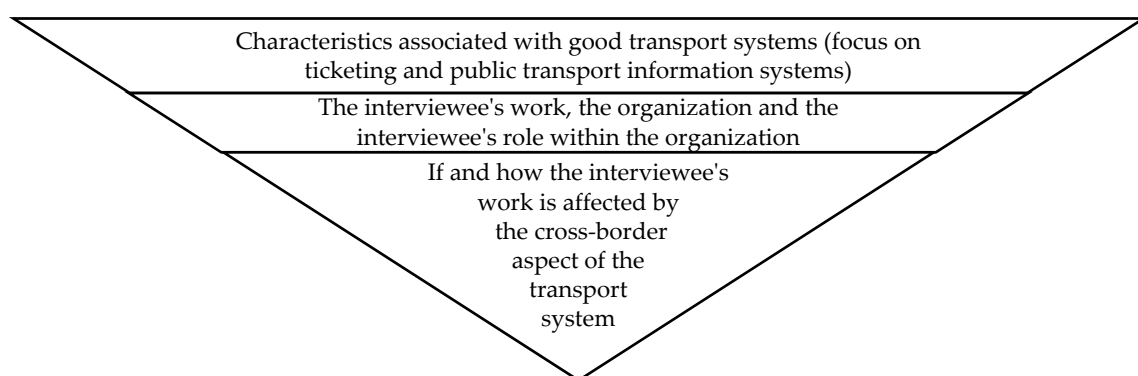 Characteristics associated with good transport systems (focus on
ticketing and public transport information systems)
The interviewee's work, the organization and the
interviewee's role within the organization
If and how the interviewee's
work is affected by
the cross-border
aspect of the
transport
system